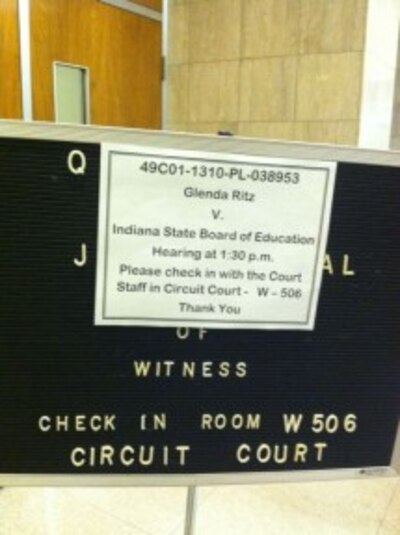 Q
49C01-1310-PL-038953
Glenda Ritz
V.
Indiana State Board of Education
Hearing at 1:30 p.m.
Please check in with the Court
Staff in Circuit Court - W - 506
Thank You
J AL
OF
WITNESS
CHECK IN ROOM W 506
CIRCUIT COURT